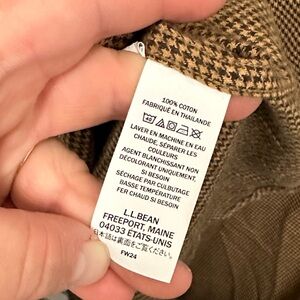 100% COTON
FABRIQUÉ EN THAÏLANDE
LAVER EN MACHINE EN EAU
CHAUDE, SÉPARER LES
COULEURS
AGENT BLANCHISSANT NON
DÉCOLORANT UNIQUEMENT,
SI BESOIN
SÉCHAGE PAR CULBUTAGE
BASSE TEMPÉRATURE
FER CHAUD SI BESOIN
L.L.BEAN
FREEPORT, MAINE
04033 ETATS-UNIS
日本語は裏面をご覧ください。
FW24